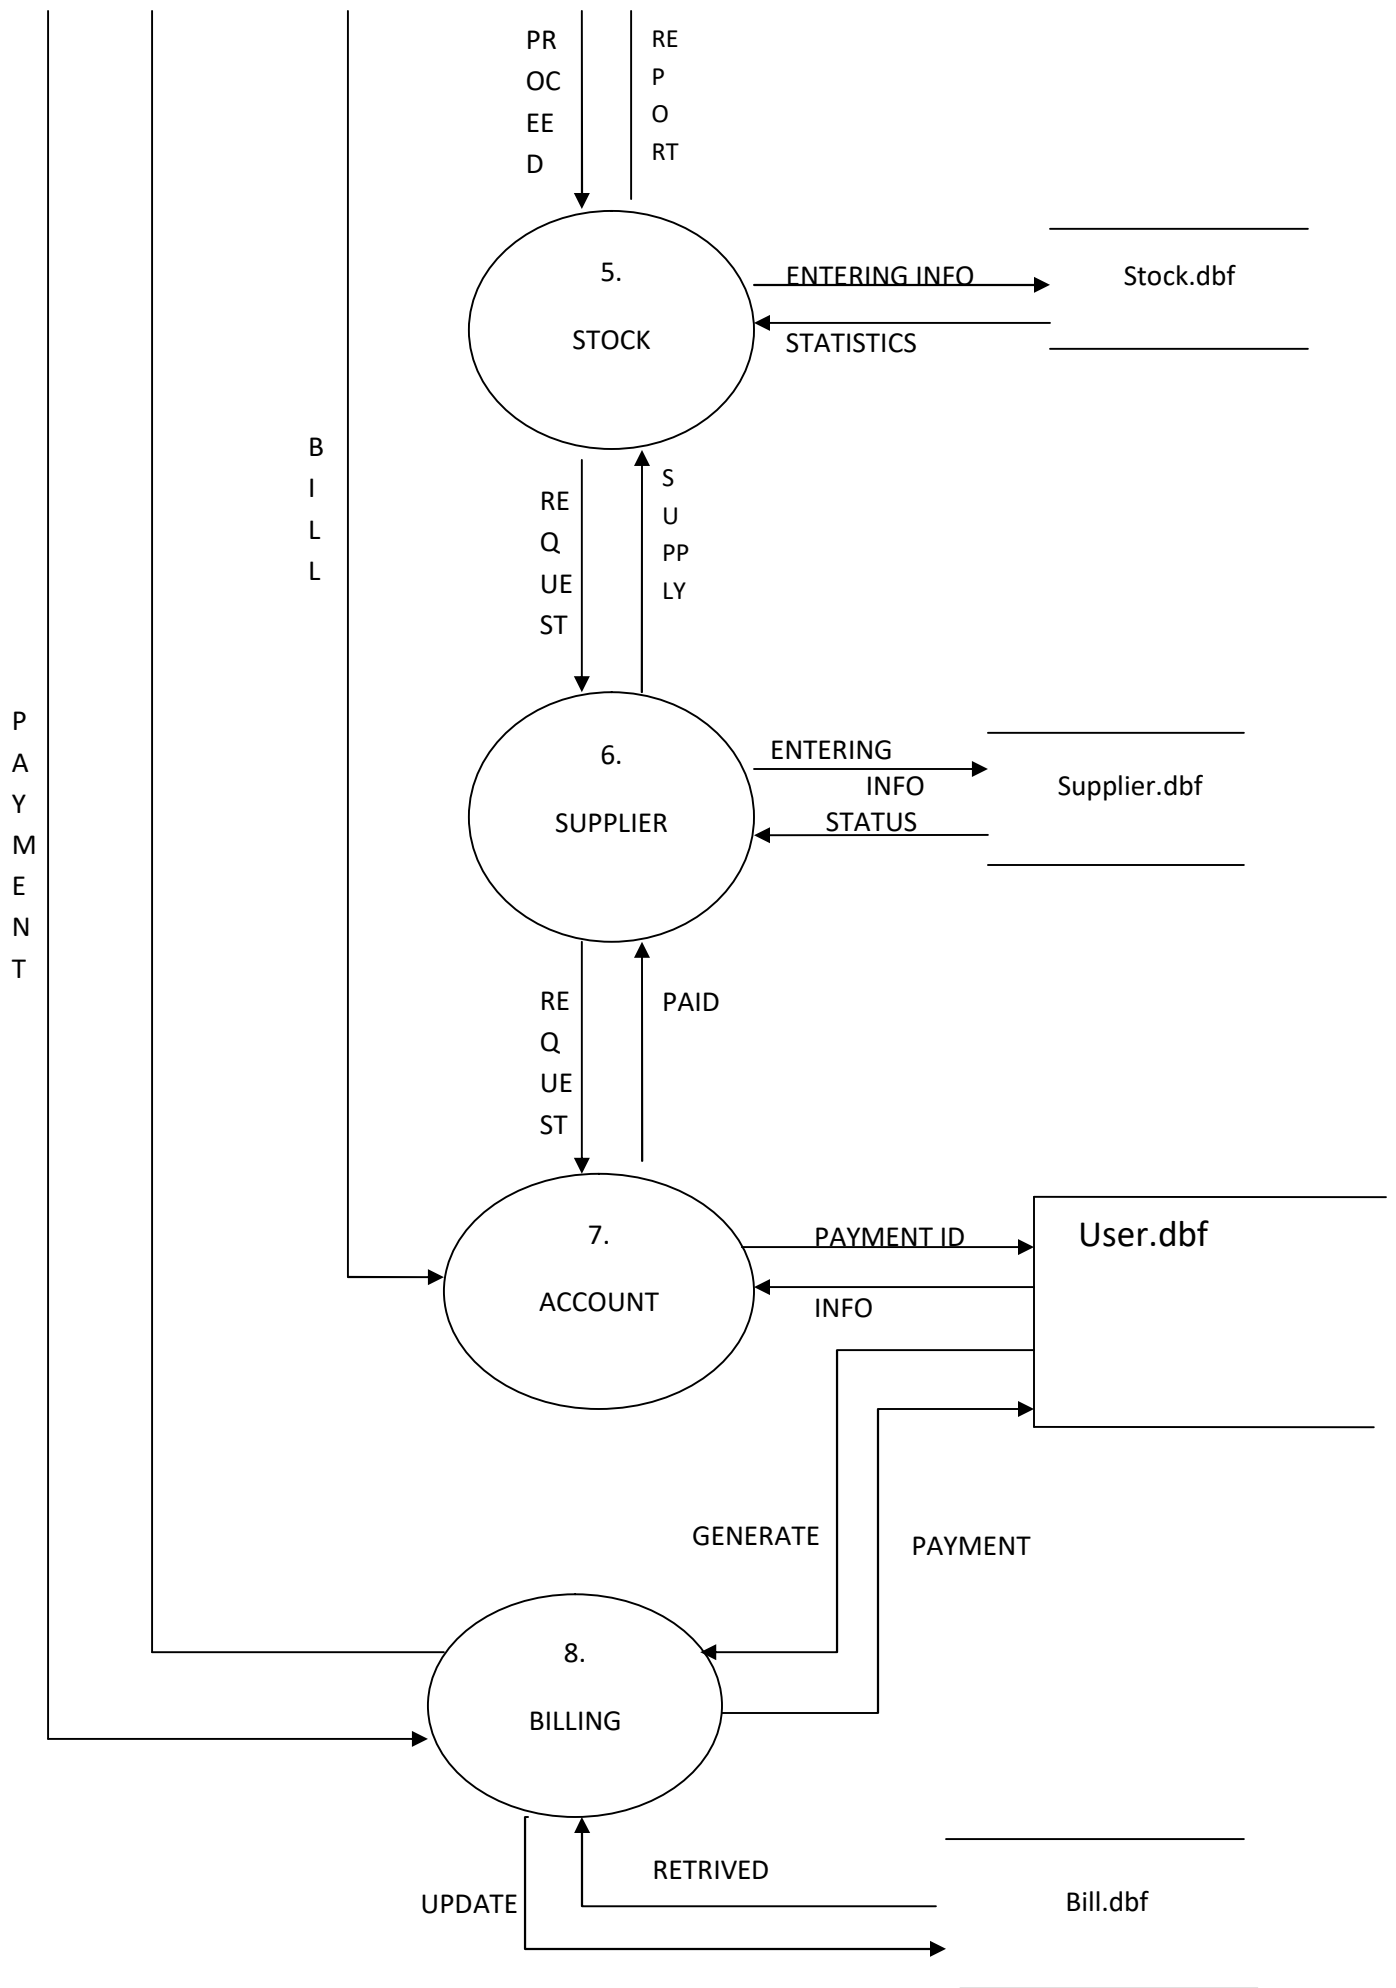 PR
OC
EE
D
RE
P
O
RT
5.
STOCK
ENTERING INFO
STATISTICS
Stock.dbf
B
I
L
L
RE
Q
UE
ST
S
U
PP
LY
P
A
Y
M
E
N
T
6.
SUPPLIER
ENTERING
INFO
STATUS
Supplier.dbf
RE
Q
UE
ST
PAID
7.
ACCOUNT
PAYMENT ID
INFO
User.dbf
GENERATE
PAYMENT
8.
BILLING
RETRIVED
UPDATE
Bill.dbf